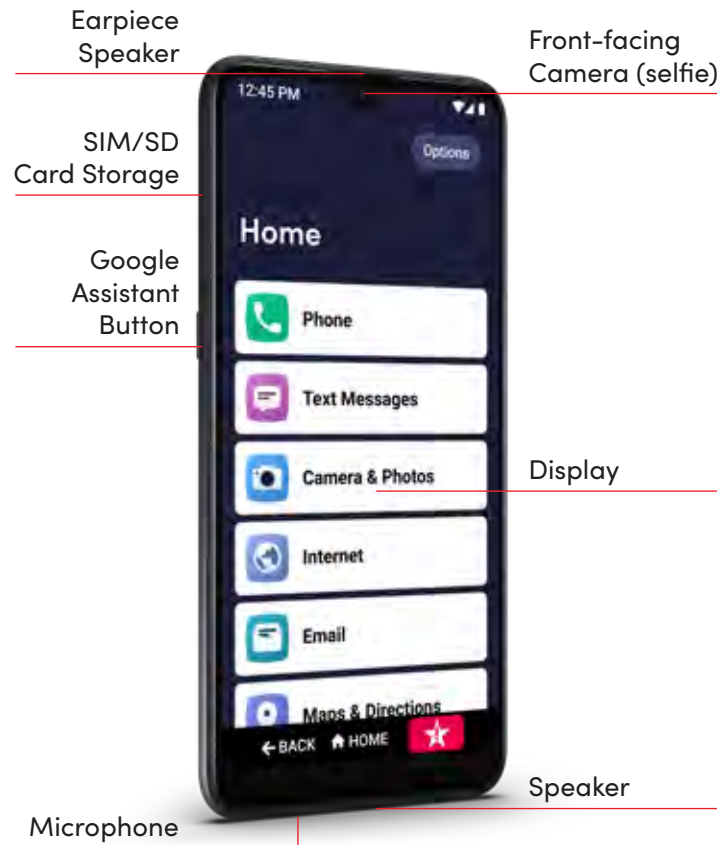 Earpiece
Speaker
Front-facing
Camera (selfie)
12:45 PM
SIM/SD
Card Storage
Options
Home
Google
Assistant
Button
Phone
Text Messages
Camera & Photos
Display
Internet
Email
Maps & Directions
BACK HOME
Speaker
Microphone